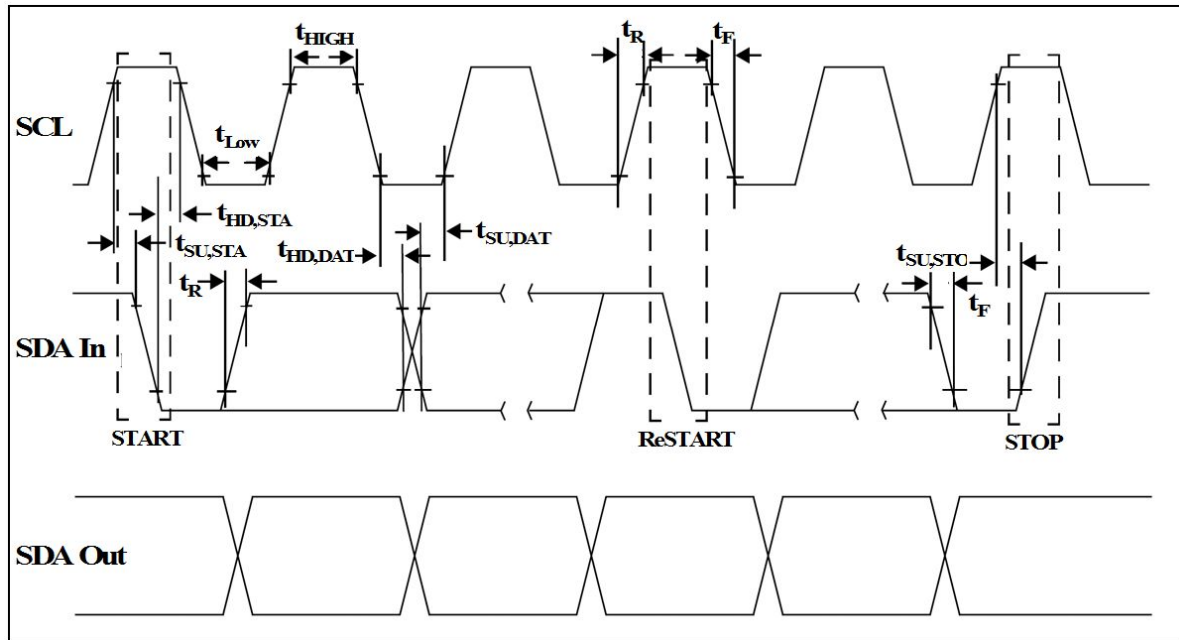 tHIGH
tR
tF
SCL
tLow
tHD,STA
tSU,STA
tHD,DAT
tSU,DAT
tR
tSU,STO
tF
SDA In
START
ReSTART
STOP
SDA Out